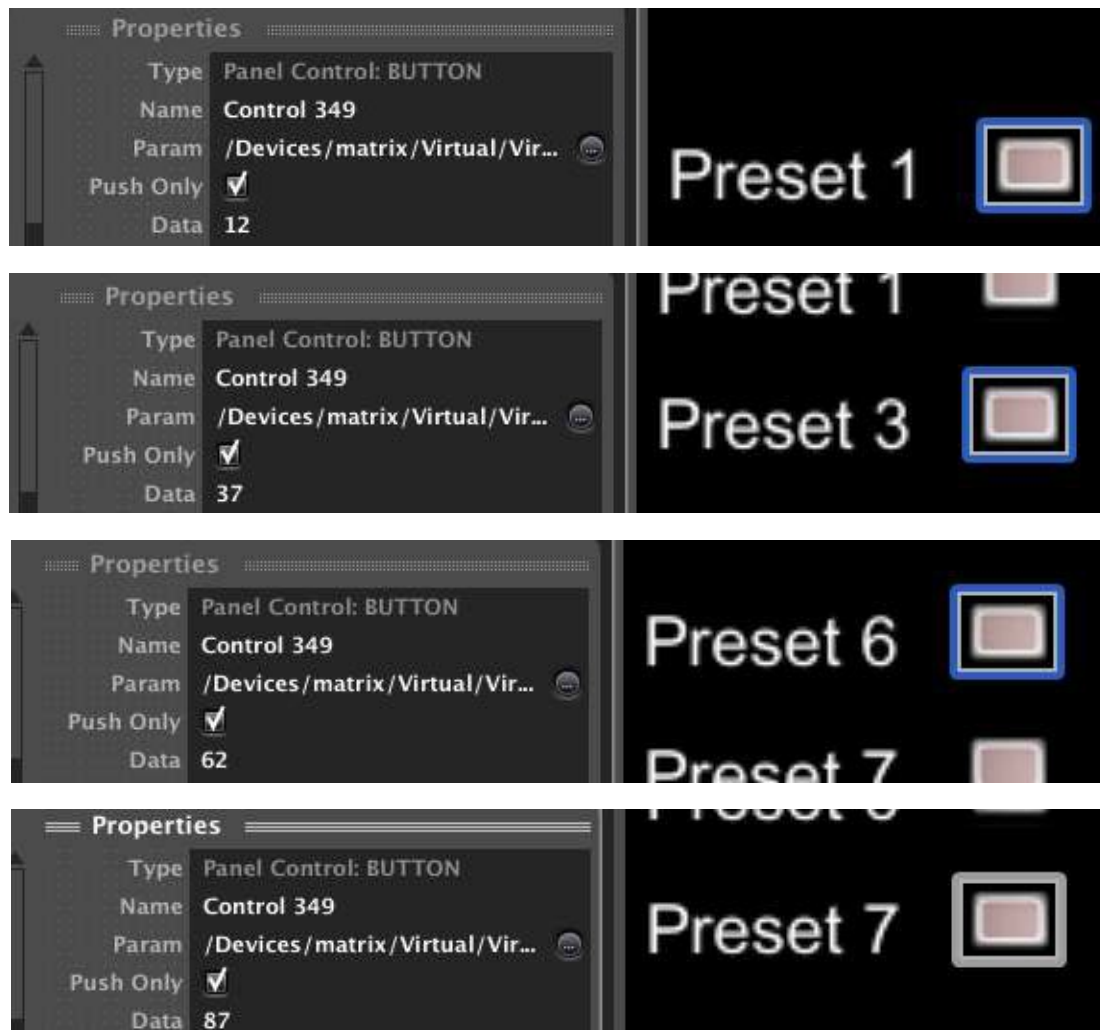 Properties
Type Panel Control: BUTTON
Name Control 349
Param /Devices/matrix/Virtual/Vir...
Push Only
Data 12
Preset 1
Properties
Type Panel Control: BUTTON
Name Control 349
Param /Devices/matrix/Virtual/Vir...
Push Only
Data 37
Preset 1
Preset 3
Properties
Type Panel Control: BUTTON
Name Control 349
Param /Devices/matrix/Virtual/Vir...
Push Only
Data 62
Preset 6
Preset 7
Properties
Type Panel Control: BUTTON
Name Control 349
Param /Devices/matrix/Virtual/Vir...
Push Only
Data 87
Preset 7